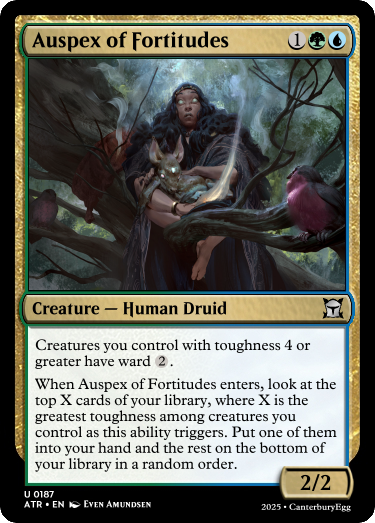 Auspex of Fortitudes 1
Creature — Human Druid
Creatures you control with toughness 4 or
greater have ward 2.
When Auspex of Fortitudes enters, look at the
top X cards of your library, where X is the
greatest toughness among creatures you
control as this ability triggers. Put one of them
into your hand and the rest on the bottom of
your library in a random order.
2/2
U 0187
ATR • EN Even Amundsen
2025 • CanterburyEgg